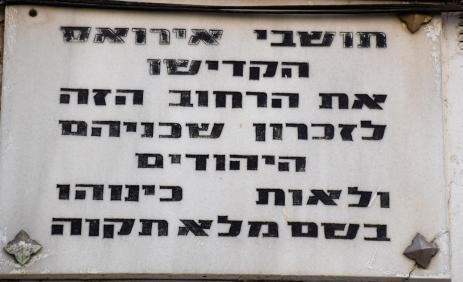 תושבי אירואס
הקדישו
את הרחוב הזה
לזכרון שכניהם
היהודים
ולאות כינוהו
בשם מלא תקוה